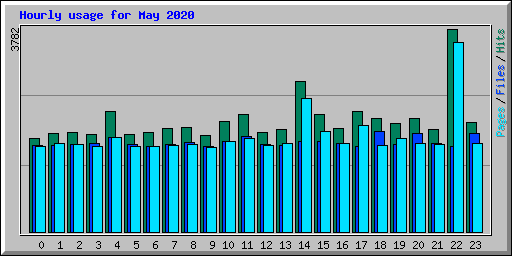 Hourly usage for May 2020
3782
Pages/Files/Hits
0 1 2 3 4 5 6 7 8 9 10 11 12 13 14 15 16 17 18 19 20 21 22 23